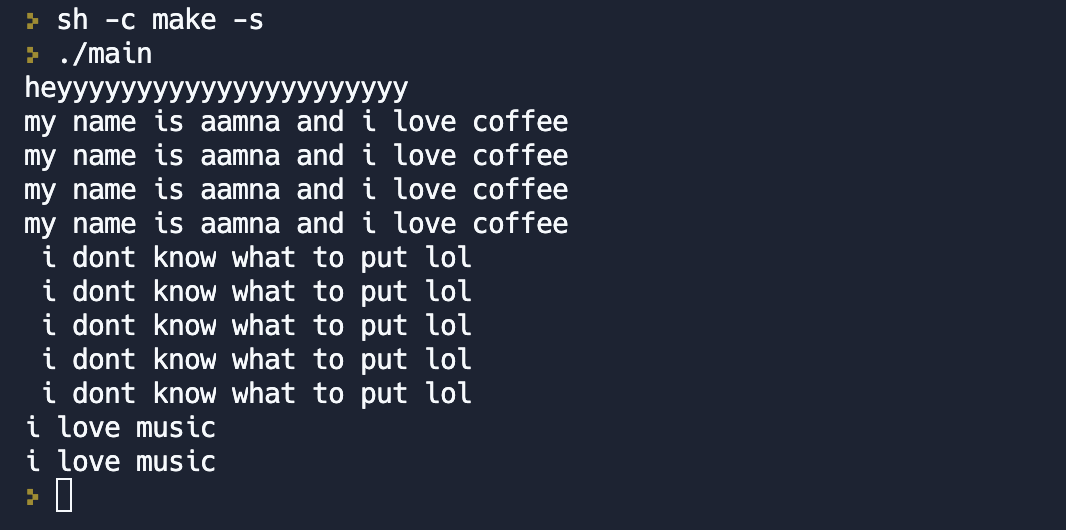 > sh -c make -s
> ./main
heyyyyyyyyyyyyyyyyyyyyyy
my name is aamna and i love coffee
my name is aamna and i love coffee
my name is aamna and i love coffee
my name is aamna and i love coffee
 i dont know what to put lol
 i dont know what to put lol
 i dont know what to put lol
 i dont know what to put lol
 i dont know what to put lol
i love music
i love music
>